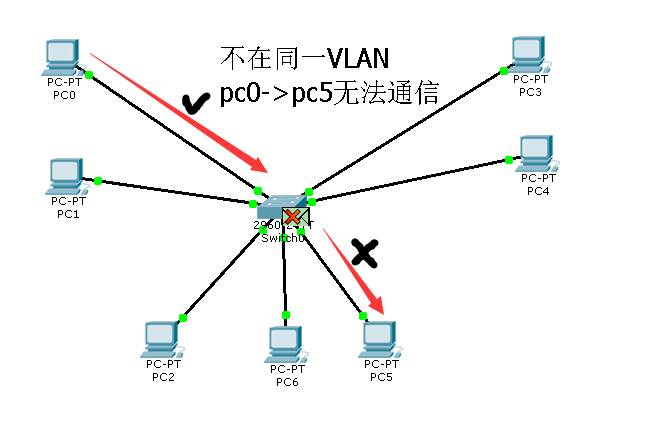 不在同一VLAN
pc0->pc5无法通信
PC-PT
PC0
PC-PT
PC3
PC-PT
PC4
PC-PT
PC1
Switch0
PC-PT
PC2
PC-PT
PC6
PC-PT
PC5